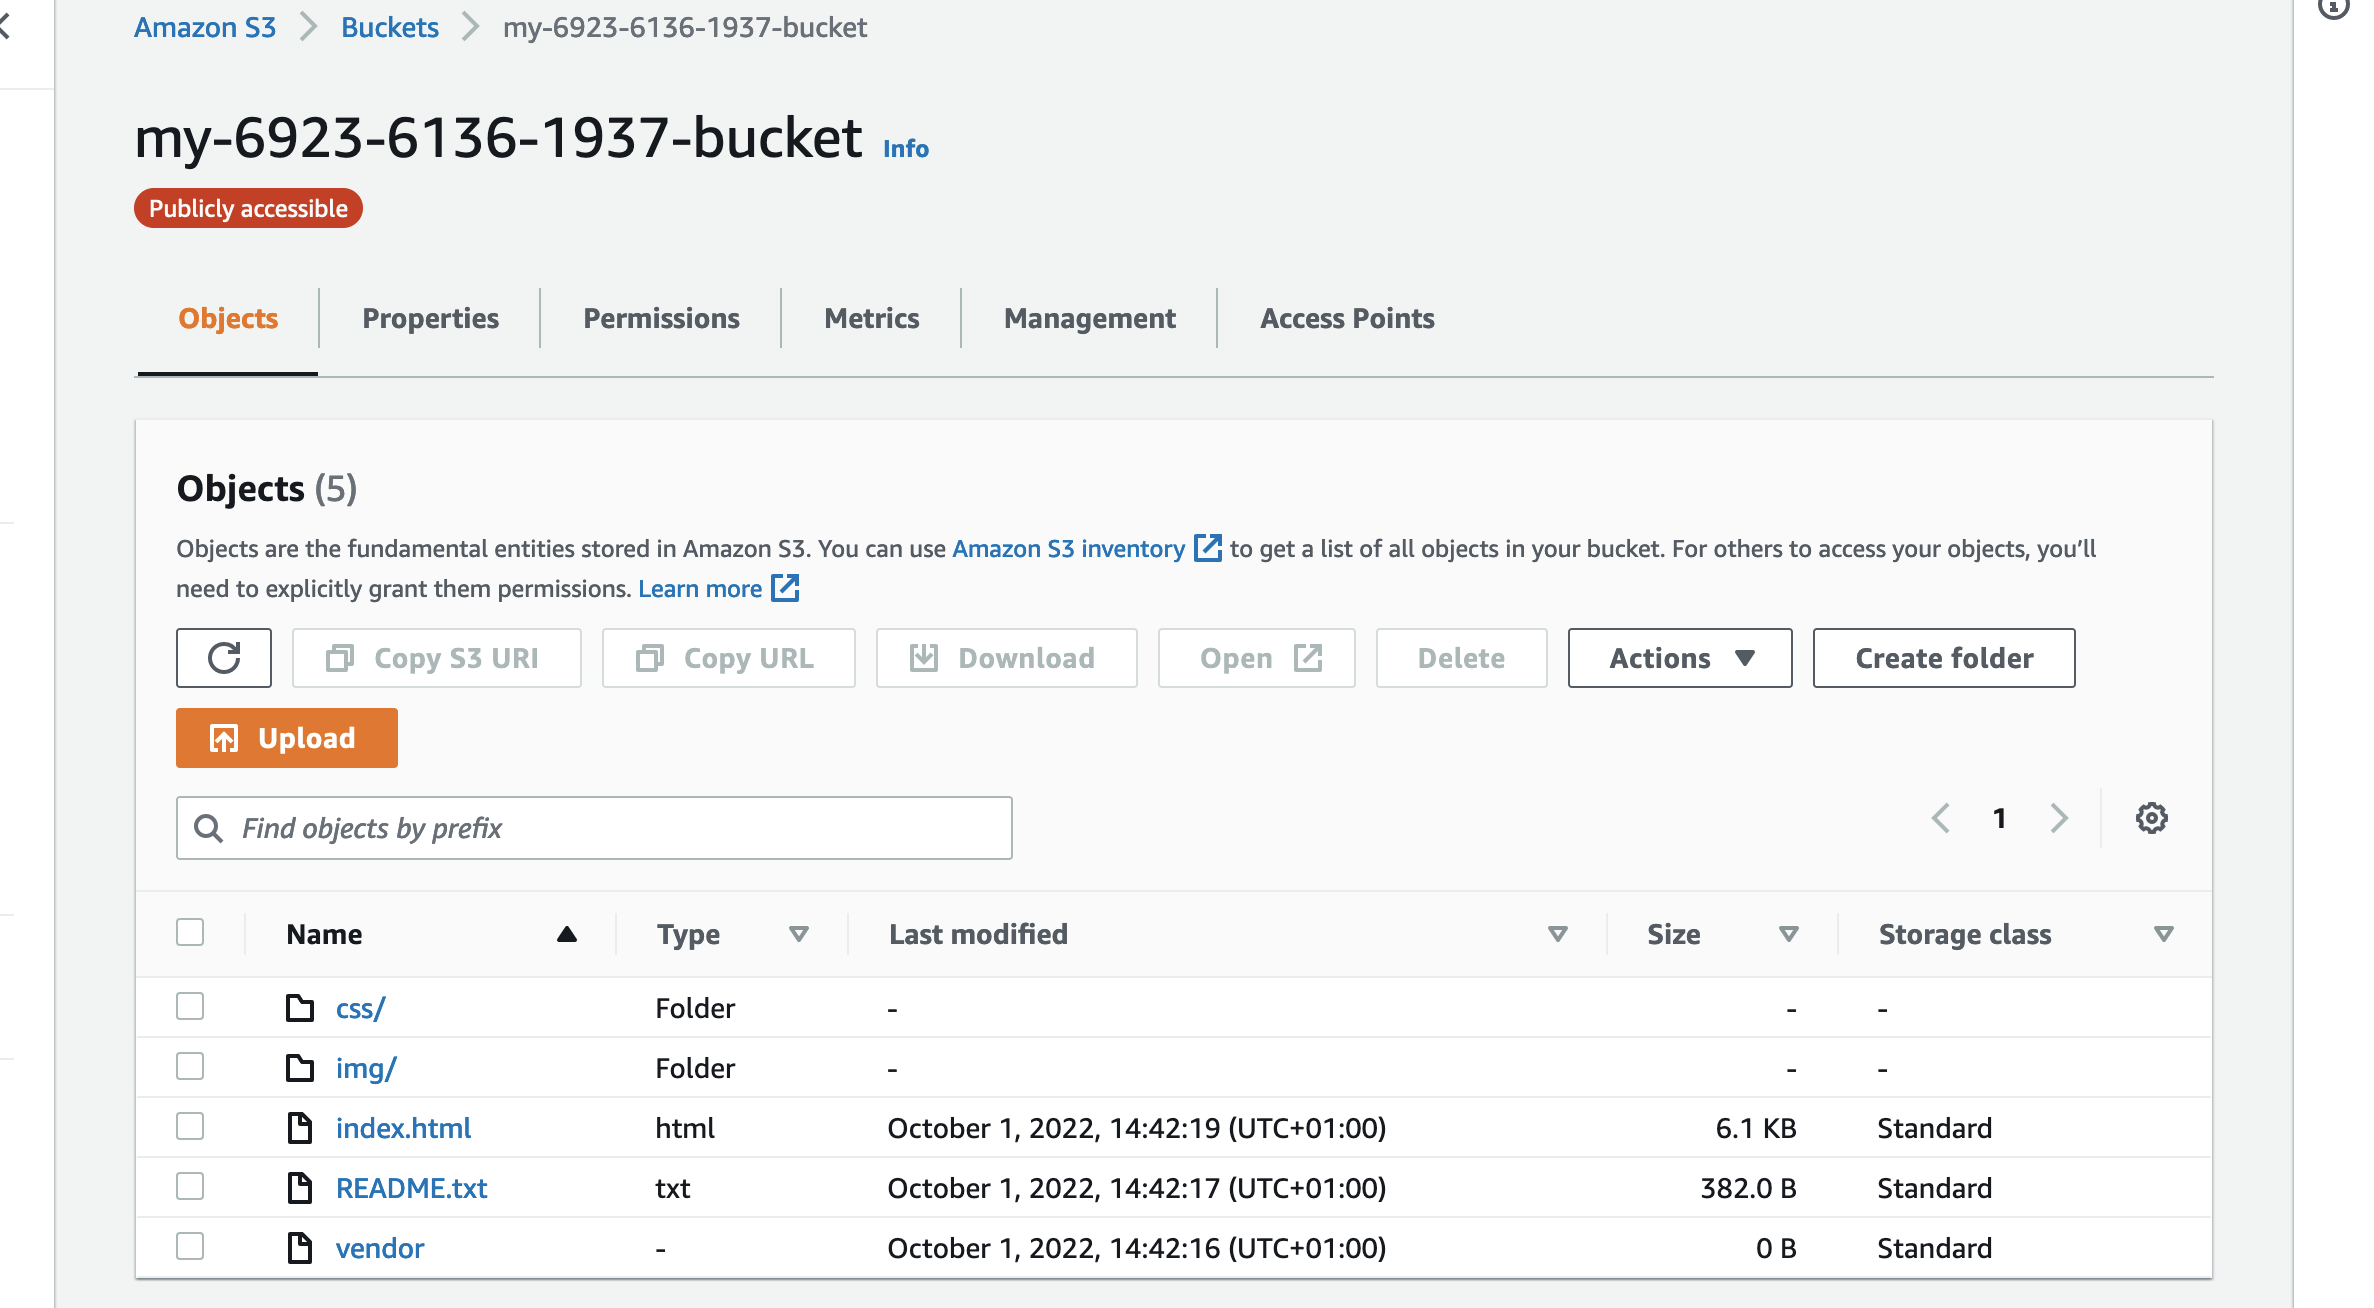 Amazon S3 Buckets my-6923-6136-1937-bucket
my-6923-6136-1937-bucket Info
Publicly accessible
Objects Properties Permissions Metrics Management Access Points
Objects (5)
Objects are the fundamental entities stored in Amazon S3. You can use Amazon S3 inventory to get a list of all objects in your bucket. For others to access your objects, you’ll
need to explicitly grant them permissions. Learn more
Copy S3 URI Copy URL Download Open Delete Actions Create folder
Upload
Find objects by prefix 1
Name Type Last modified Size Storage class
css/ Folder - - -
img/ Folder - - -
index.html html October 1, 2022, 14:42:19 (UTC+01:00) 6.1 KB Standard
README.txt txt October 1, 2022, 14:42:17 (UTC+01:00) 382.0 B Standard
vendor - October 1, 2022, 14:42:16 (UTC+01:00) 0 B Standard